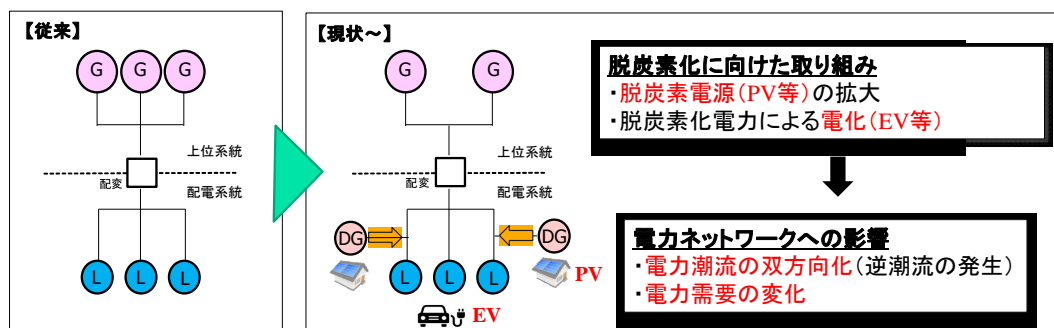 【従来】
G G G
上位系統
配変
配電系統
L L L
【現状～】
G G
上位系統
配変
配電系統
DG DG
L L L
PV
EV
脱炭素化に向けた取り組み
・脱炭素電源(PV等)の拡大
・脱炭素化電力による電化(EV等)
電力ネットワークへの影響
・電力潮流の双方向化(逆潮流の発生)
・電力需要の変化